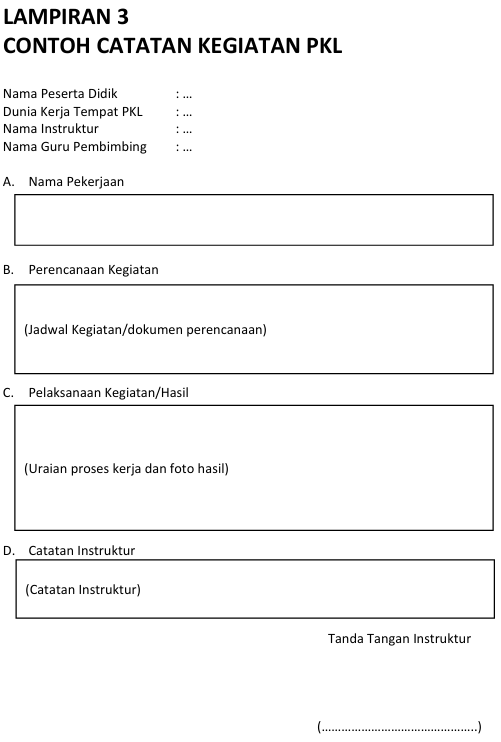 LAMPIRAN 3
CONTOH CATATAN KEGIATAN PKL
Nama Peserta Didik : ...
Dunia Kerja Tempat PKL : ...
Nama Instruktur : ...
Nama Guru Pembimbing : ...
A. Nama Pekerjaan
B. Perencanaan Kegiatan
(Jadwal Kegiatan/dokumen perencanaan)
C. Pelaksanaan Kegiatan/Hasil
(Uraian proses kerja dan foto hasil)
D. Catatan Instruktur
(Catatan Instruktur)
Tanda Tangan Instruktur
(...............................................)